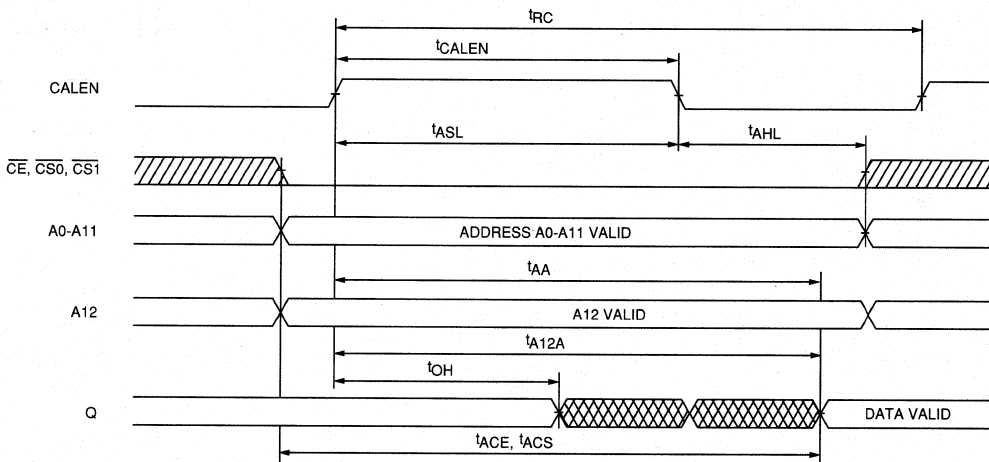 tRC
tCALEN
CALEN
tASL
tAHL
CE, CS0, CS1
A0-A11
ADDRESS A0-A11 VALID
tAA
A12
A12 VALID
tA12A
tOH
Q
DATA VALID
tACE, tACS